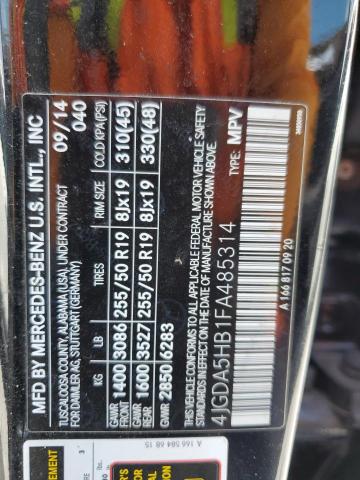 MFD BY MERCEDES-BENZ U.S. INTL., INC
TUSCALOOSA COUNTY, ALABAMA (USA), UNDER CONTRACT 09/14
FOR DAIMLER AG, STUTTGART (GERMANY) 040
KG LB TIRES RIM SIZE COLD KPA(PSI)
GAWR FRONT 1400 3086 255/50 R19 8Jx19 310(45)
GAWR REAR 1600 3527 255/50 R19 8Jx19 330(48)
GVWR 2850 6283
THIS VEHICLE CONFORMS TO ALL APPLICABLE FEDERAL MOTOR VEHICLE SAFETY
STANDARDS IN EFFECT ON THE DATE OF MANUFACTURE SHOWN ABOVE.
4JGDA5HB1FA485314 TYPE: MPV
A 166 817 09 20
A 166 584 68 15